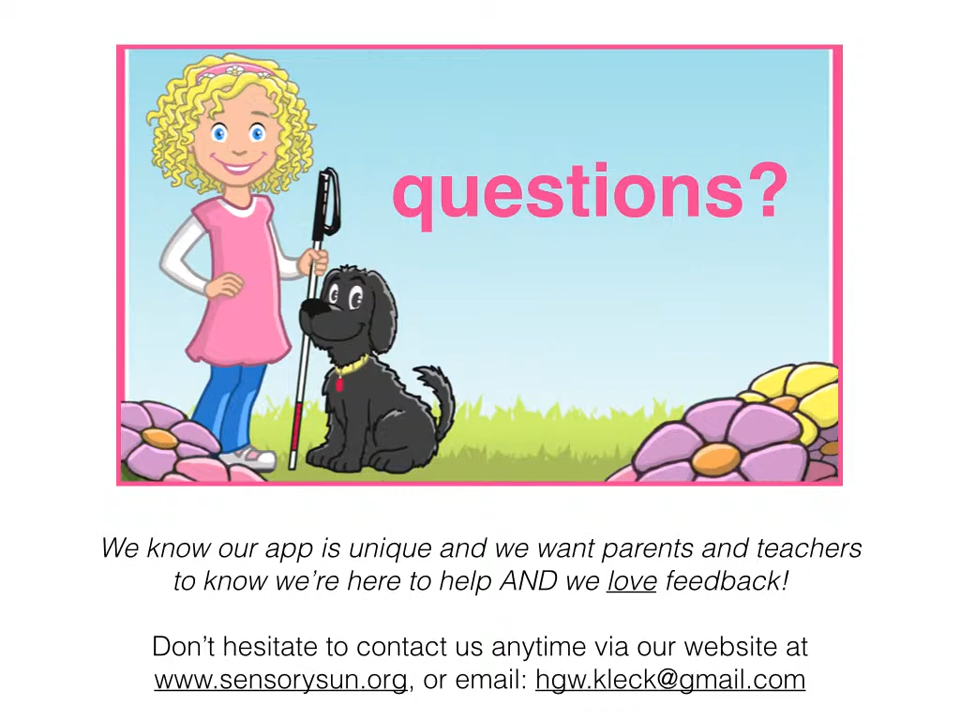 questions?
We know our app is unique and we want parents and teachers
to know we’re here to help AND we love feedback!
Don’t hesitate to contact us anytime via our website at
www.sensorysun.org, or email: hgw.kleck@gmail.com